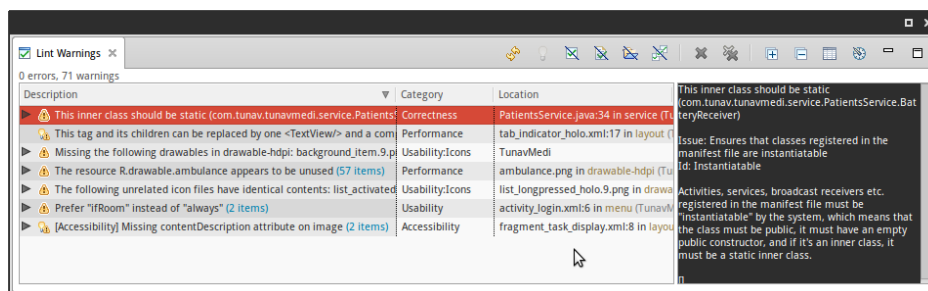 Lint Warnings
0 errors, 71 warnings
Description Category Location
This inner class should be static (com.tunav.tunavmedi.service.Patients Correctness PatientsService.java:34 in service (Tu
This tag and its children can be replaced by one <TextView/> and a com Performance tab_indicator_holo.xml:17 in layout (
Missing the following drawables in drawable-hdpi: background_item.9.p Usability:Icons TunavMedi
The resource R.drawable.ambulance appears to be unused (57 items) Performance ambulance.png in drawable-hdpi (Tu
The following unrelated icon files have identical contents: list_activated Usability:Icons list_longpressed_holo.9.png in drawa
Prefer "ifRoom" instead of "always" (2 items) Usability activity_login.xml:6 in menu (TunavM
[Accessibility] Missing contentDescription attribute on image (2 items) Accessibility fragment_task_display.xml:8 in layou
This inner class should be static
(com.tunav.tunavmedi.service.PatientsService.Bat
teryReceiver)
Issue: Ensures that classes registered in the
manifest file are instantiatable
Id: Instantiatable
Activities, services, broadcast receivers etc.
registered in the manifest file must be
"instantiatable" by the system, which means that
the class must be public, it must have an empty
public constructor, and if it's an inner class, it
must be a static inner class.